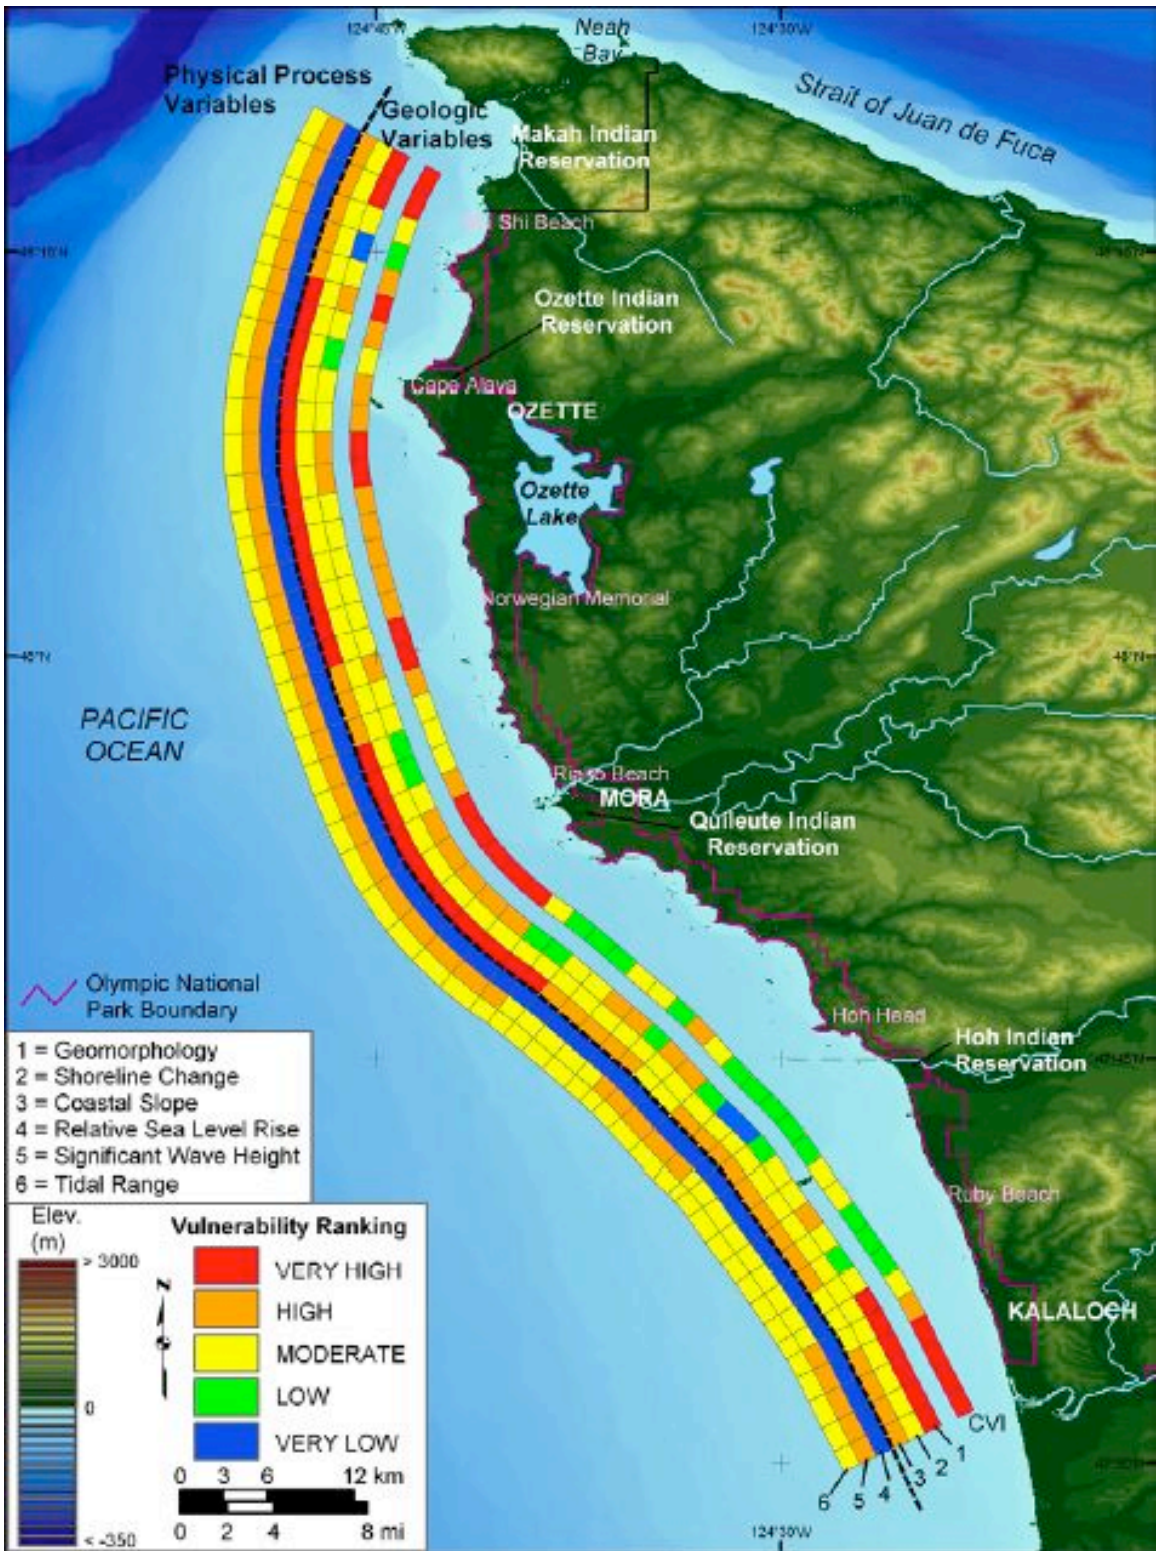 124°45'W
Neah
Bay
124°30'W
Physical Process
Variables
Geologic
Variables
Strait of Juan de Fuca
Makah Indian
Reservation
Shi Beach
Ozette Indian
Reservation
Cape Alava
OZETTE
Ozette
Lake
Norwegian Memorial
48°N
48°N
PACIFIC
OCEAN
Rialto Beach
MORA
Quileute Indian
Reservation
Olympic National
Park Boundary
Hoh Head
Hoh Indian
Reservation
1 = Geomorphology
2 = Shoreline Change
3 = Coastal Slope
4 = Relative Sea Level Rise
5 = Significant Wave Height
6 = Tidal Range
Ruby Beach
KALALOCH
Elev.
(m)
> 3000
0
< -350
N
Vulnerability Ranking
VERY HIGH
HIGH
MODERATE
LOW
VERY LOW
0 3 6 12 km
0 2 4 8 mi
CVI
1
2
3
4
5
6
124°30'W